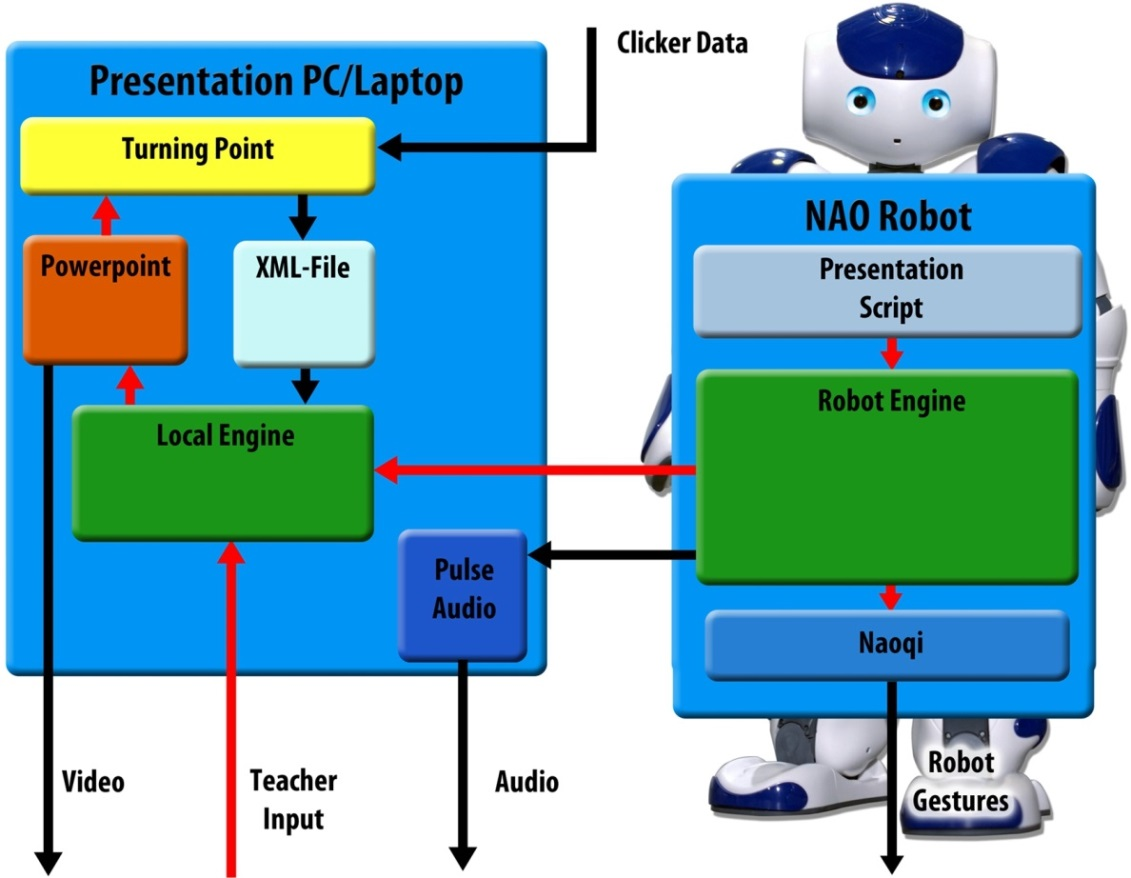 Clicker Data
Presentation PC/Laptop
Turning Point
Powerpoint
XML-File
Local Engine
Pulse
Audio
Video
Teacher
Input
Audio
NAO Robot
Presentation
Script
Robot Engine
Naoqi
Robot
Gestures